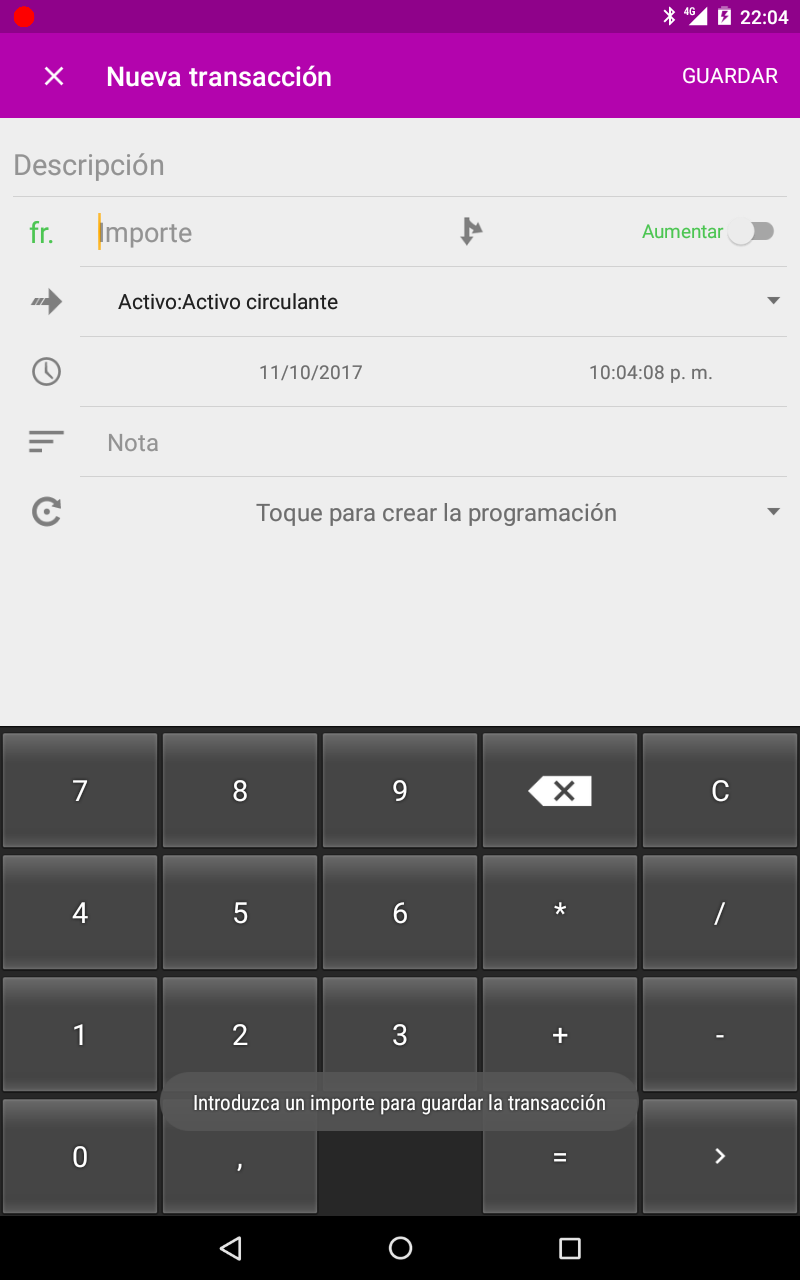 4G 22:04
Nueva transacción GUARDAR
Descripción
fr. Importe Aumentar
Activo:Activo circulante
11/10/2017 10:04:08 p. m.
Nota
Toque para crear la programación
7 8 9 C
4 5 6 * /
1 2 3 + -
Introduzca un importe para guardar la transacción
0 , = >